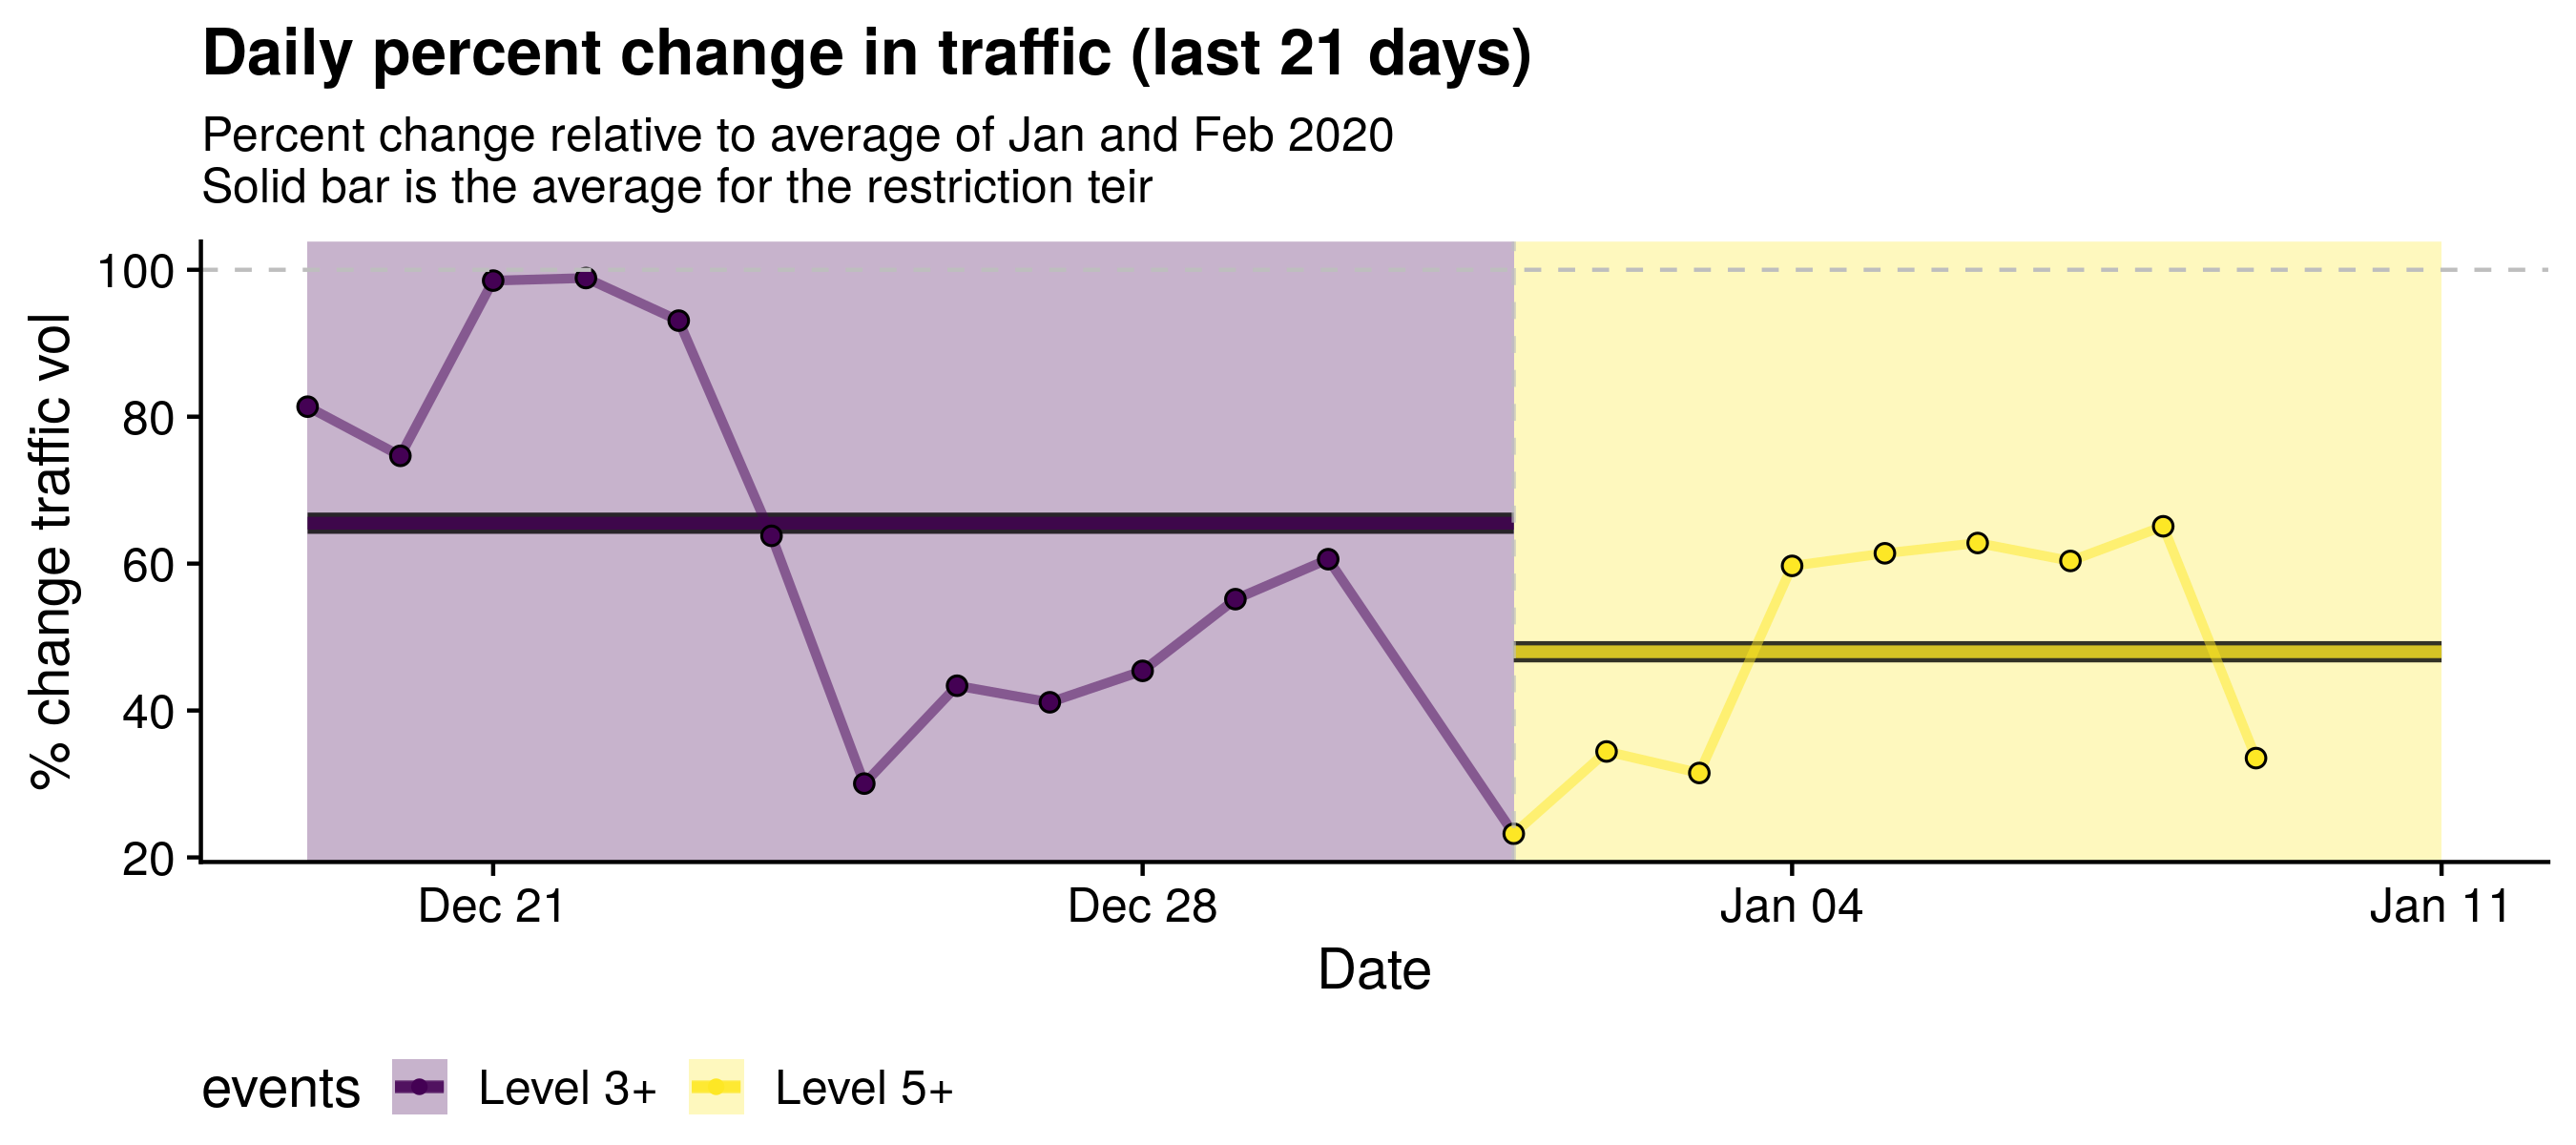 Daily percent change in traffic (last 21 days)
Percent change relative to average of Jan and Feb 2020
Solid bar is the average for the restriction teir
% change traffic vol
100
80
60
40
20
Dec 21 Dec 28 Jan 04 Jan 11
Date
events Level 3+ Level 5+